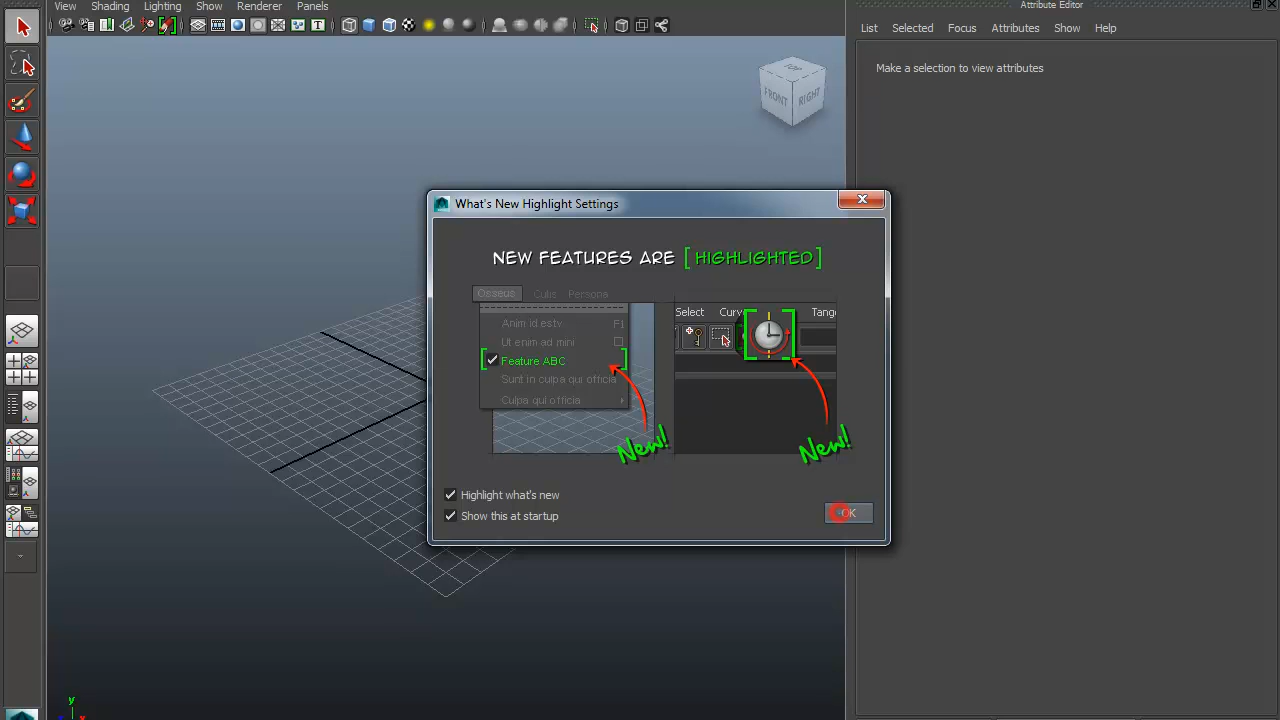 View Shading Lighting Show Renderer Panels
Attribute Editor
List Selected Focus Attributes Show Help
Make a selection to view attributes
TOP
FRONT RIGHT
What's New Highlight Settings
NEW FEATURES ARE [HIGHLIGHTED]
Osseus Culis Persona
Anim id estv F1
Ut enim ad mini
Feature ABC
Sunt in culpa qui officia
Culpa qui officia
New!
Select Curv Tang
New!
Highlight what's new
Show this at startup
OK
y